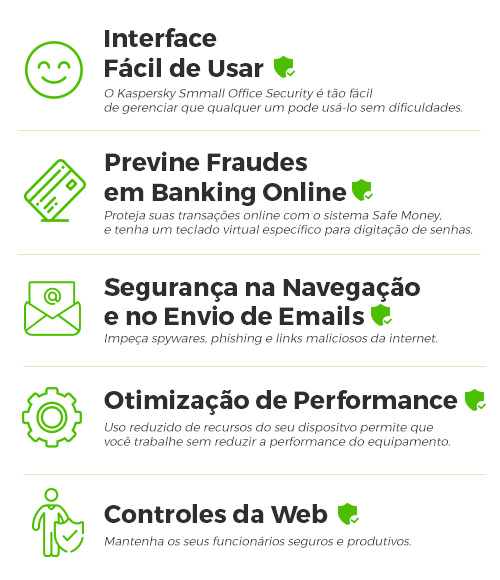 Interface
Fácil de Usar
O Kaspersky Smmall Office Security é tão fácil
de gerenciar que qualquer um pode usá-lo sem dificuldades.
Previne Fraudes
em Banking Online
Proteja suas transações online com o sistema Safe Money,
e tenha um teclado virtual específico para digitação de senhas.
@
Segurança na Navegação
e no Envio de Emails
Impeça spywares, phishing e links maliciosos da internet.
Otimização de Performance
Uso reduzido de recursos do seu dispositvo permite que
você trabalhe sem reduzir a performance do equipamento.
Controles da Web
Mantenha os seus funcionários seguros e produtivos.